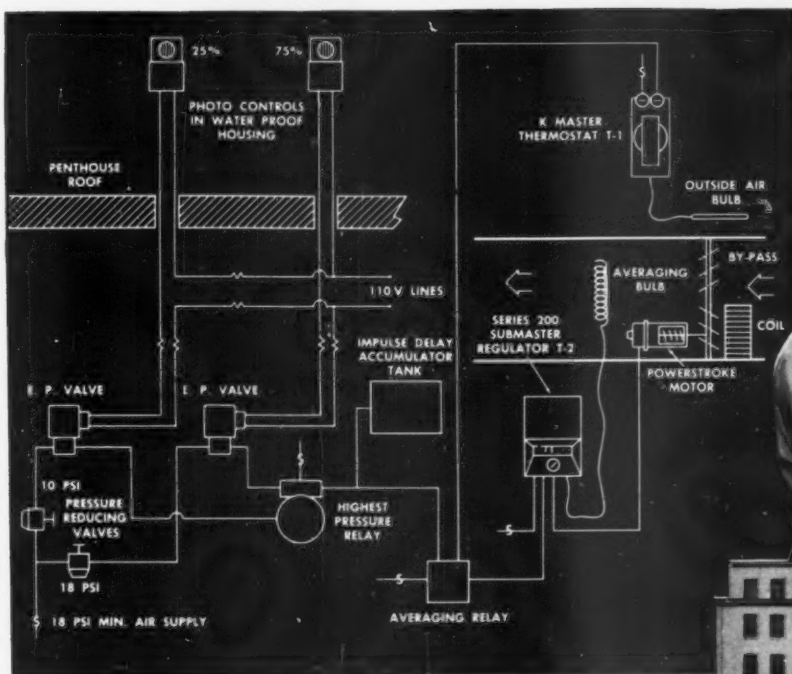 25%
75%
PHOTO CONTROLS
IN WATER PROOF
HOUSING
PENTHOUSE
ROOF
S
K MASTER
THERMOSTAT T-1
OUTSIDE AIR
BULB
110 V LINES
AVERAGING
BULB
BY-PASS
COIL
SERIES 200
SUBMASTER
REGULATOR T-2
POWERSTROKE
MOTOR
IMPULSE DELAY
ACCUMULATOR
TANK
E. P. VALVE
E. P. VALVE
S
10 PSI
PRESSURE
REDUCING
VALVES
18 PSI
HIGHEST
PRESSURE
RELAY
S
S
AVERAGING RELAY
S 18 PSI MIN. AIR SUPPLY